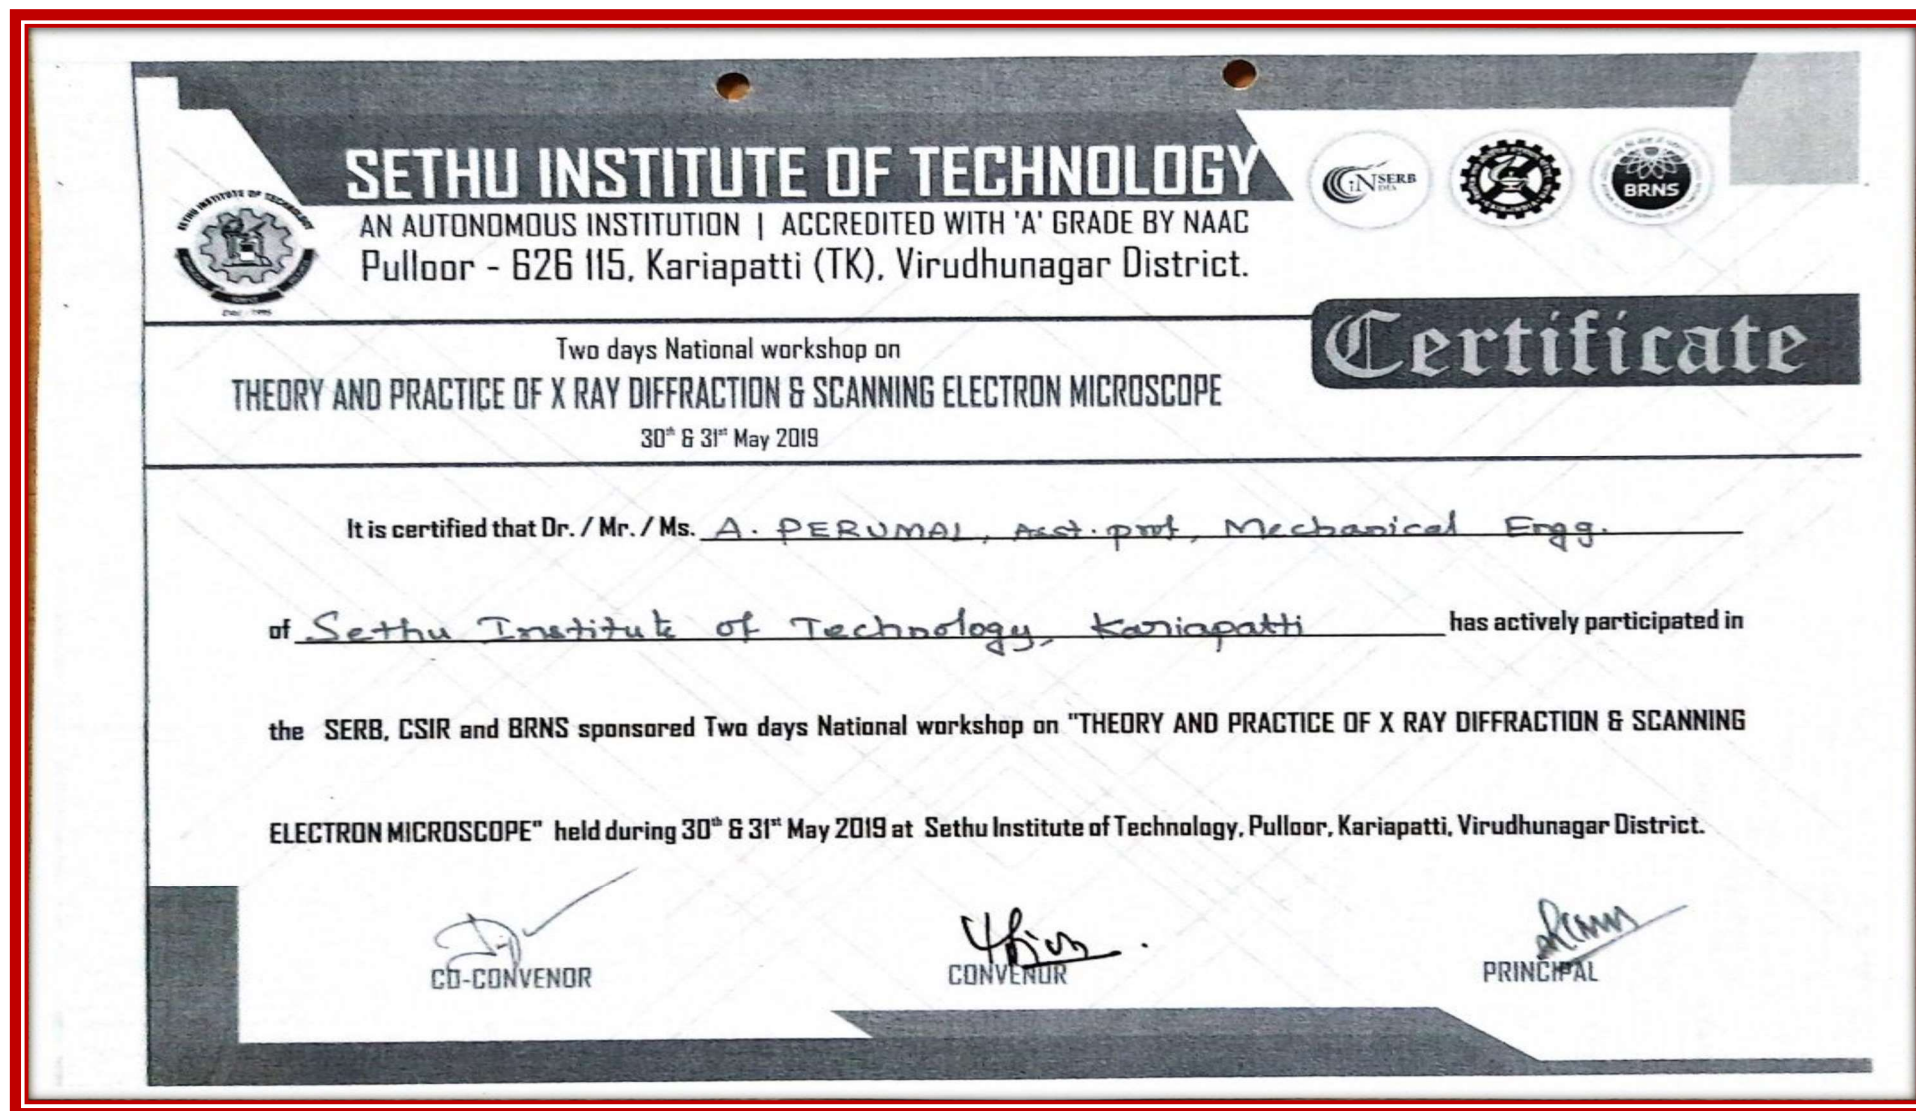 SETHU INSTITUTE OF TECHNOLOGY
AN AUTONOMOUS INSTITUTION | ACCREDITED WITH 'A' GRADE BY NAAC
Pulloor - 626 115, Kariapatti (TK), Virudhunagar District.
SETHU INSTITUTE OF TECHNOLOGY
SERB
BRNS
Certificate
Two days National workshop on
THEORY AND PRACTICE OF X RAY DIFFRACTION & SCANNING ELECTRON MICROSCOPE
30th & 31st May 2019
It is certified that Dr. / Mr. / Ms. A. PERUMAL, Asst. prof, Mechanical Engg.
of Sethu Institute of Technology, Kariapatti has actively participated in
the SERB, CSIR and BRNS sponsored Two days National workshop on "THEORY AND PRACTICE OF X RAY DIFFRACTION & SCANNING
ELECTRON MICROSCOPE" held during 30th & 31st May 2019 at Sethu Institute of Technology, Pulloor, Kariapatti, Virudhunagar District.
CO-CONVENOR
CONVENOR
PRINCIPAL